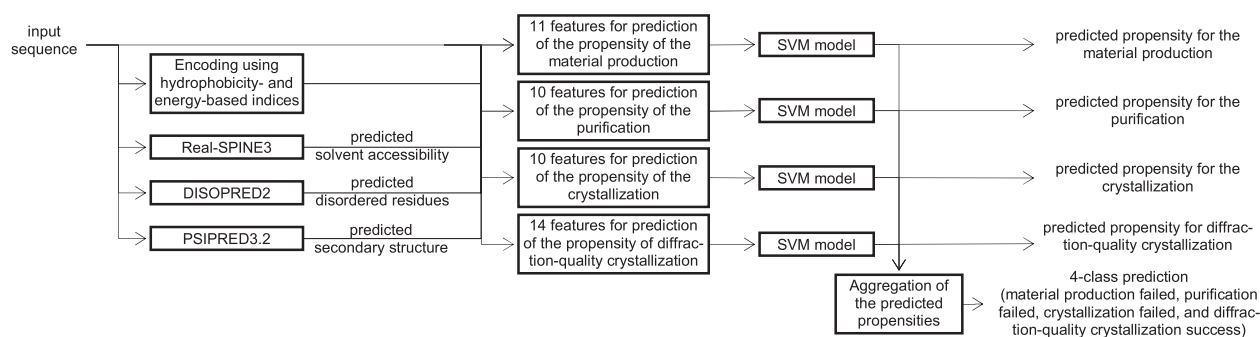 input
sequence
Encoding using
hydrophobicity- and
energy-based indices
Real-SPINE3
predicted
solvent accessibility
DISOPRED2
predicted
disordered residues
PSIPRED3.2
predicted
secondary structure
11 features for prediction
of the propensity of the
material production
10 features for prediction
of the propensity of the
purification
10 features for prediction
of the propensity of the
crystallization
14 features for prediction
of the propensity of diffrac-
tion-quality crystallization
SVM model
SVM model
SVM model
SVM model
Aggregation of
the predicted
propensities
predicted propensity for the
material production
predicted propensity for the
purification
predicted propensity for the
crystallization
predicted propensity for diffrac-
tion-quality crystallization
4-class prediction
(material production failed, purification
failed, crystallization failed, and diffrac-
tion-quality crystallization success)